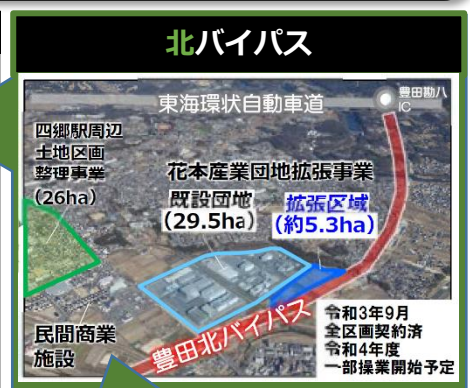 北バイパス
東海環状自動車道
豊田勘八
IC
四郷駅周辺
土地区画
整理事業
(26ha)
花本産業団地拡張事業
既設団地
(29.5ha)
拡張区域
(約5.3ha)
民間商業
施設
豊田北バイパス
令和3年9月
全区画契約済
令和4年度
一部操業開始予定